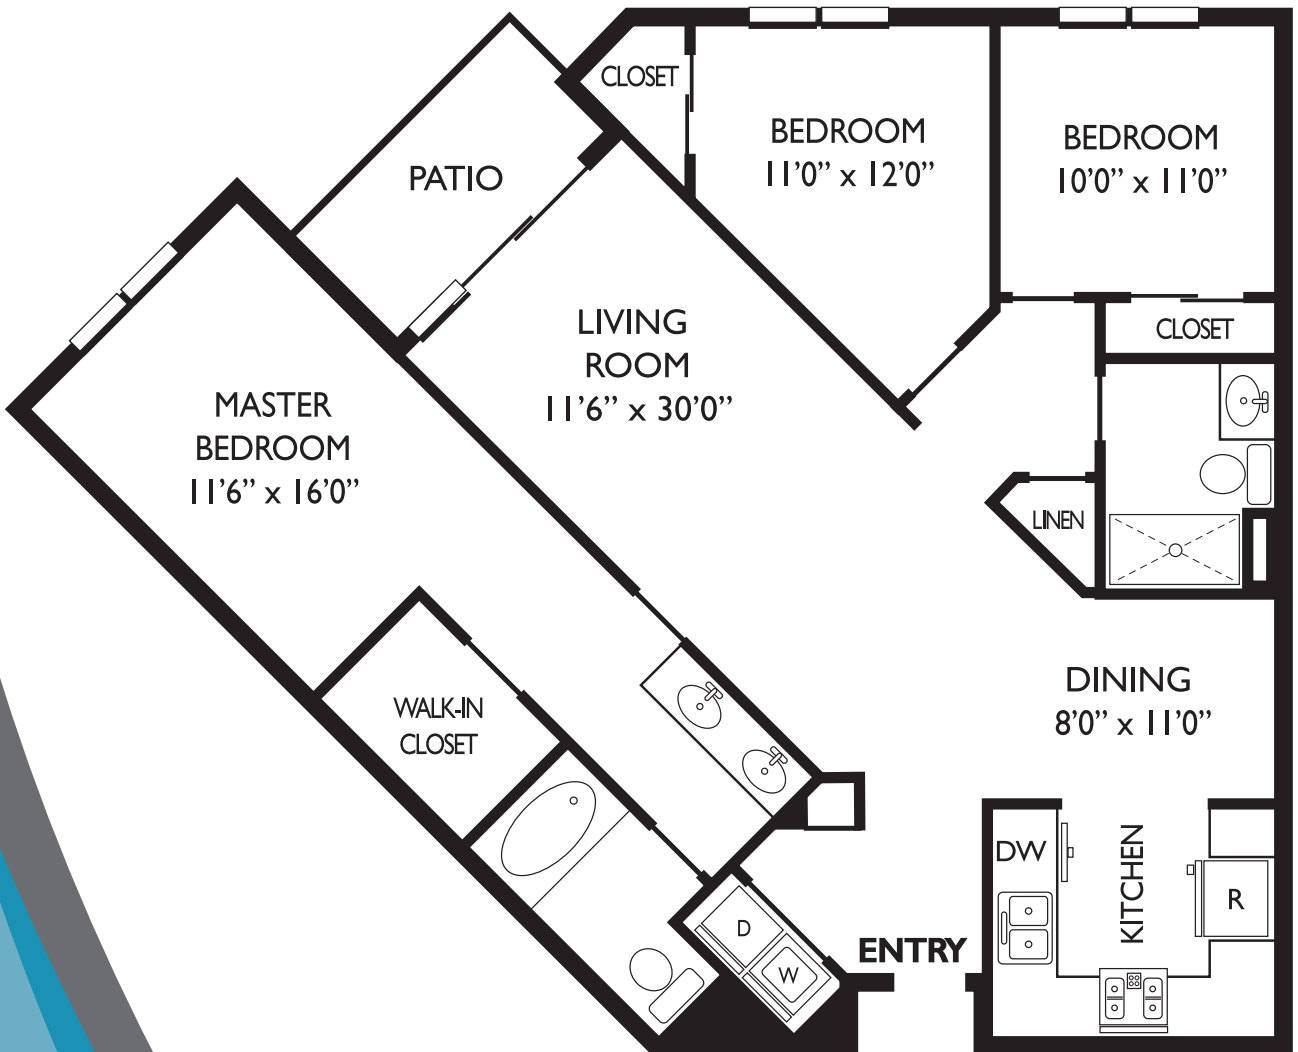 CLOSET
BEDROOM
11'0" x 12'0"
BEDROOM
10'0" x 11'0"
PATIO
LIVING
ROOM
11'6" x 30'0"
CLOSET
MASTER
BEDROOM
11'6" x 16'0"
LINEN
DINING
8'0" x 11'0"
WALK-IN
CLOSET
DW
KITCHEN
R
D
W
ENTRY